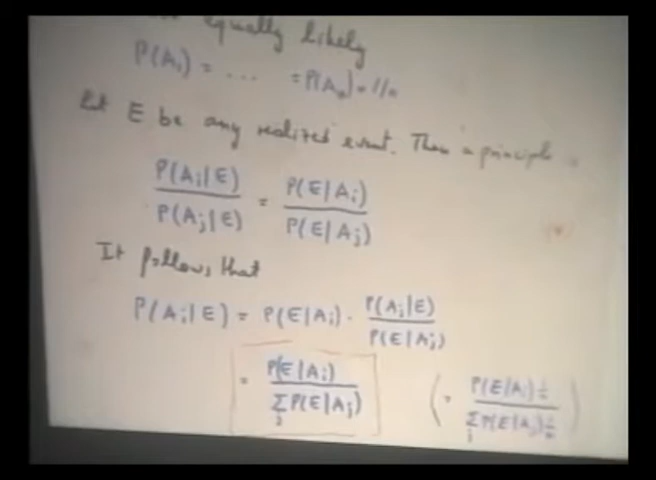 equally likely
P(A₁) = ... = P(Aₙ) = 1/n
Let E be any realized event. Then a principle
P(Aᵢ|E) / P(Aⱼ|E) = P(E|Aᵢ) / P(E|Aⱼ)
It follows that
P(Aᵢ|E) = P(E|Aᵢ) · P(Aⱼ|E) / P(E|Aⱼ)
= P(E|Aᵢ) / Σⱼ P(E|Aⱼ) ( = P(E|Aᵢ) 1/n / Σⱼ P(E|Aⱼ) 1/n )